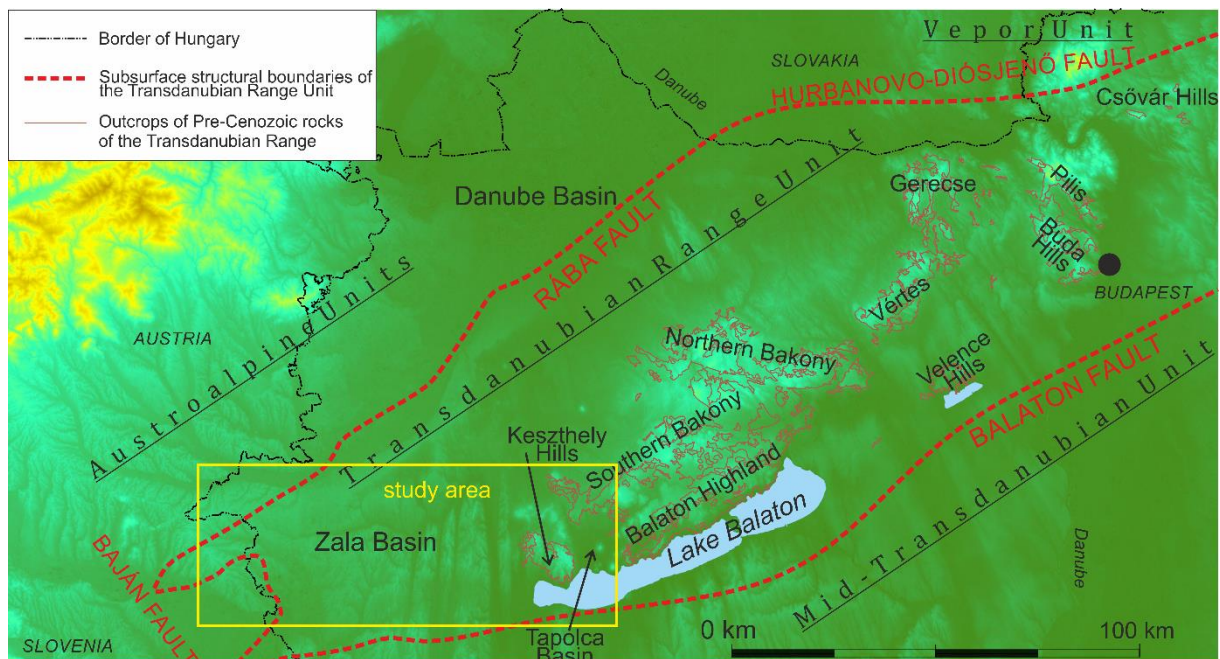 Border of Hungary
Subsurface structural boundaries of
the Transdanubian Range Unit
Outcrops of Pre-Cenozoic rocks
of the Transdanubian Range
Vepor Unit
SLOVAKIA
Danube
HURBANOVO-DIÓSJENŐ FAULT
Csővár Hills
Danube Basin
Gerecse
Pilis
Buda
Hills
BUDAPEST
RÁBA FAULT
Transdanubian Range Unit
Austroalpine Units
AUSTRIA
Vértes
Northern Bakony
Velence
Hills
BALATON FAULT
Keszthely
Hills
Southern Bakony
Balaton Highland
study area
Zala Basin
Lake Balaton
Mid-Transdanubian Unit
Danube
BAJÁN FAULT
SLOVENIA
Tapolca
Basin
0 km
100 km